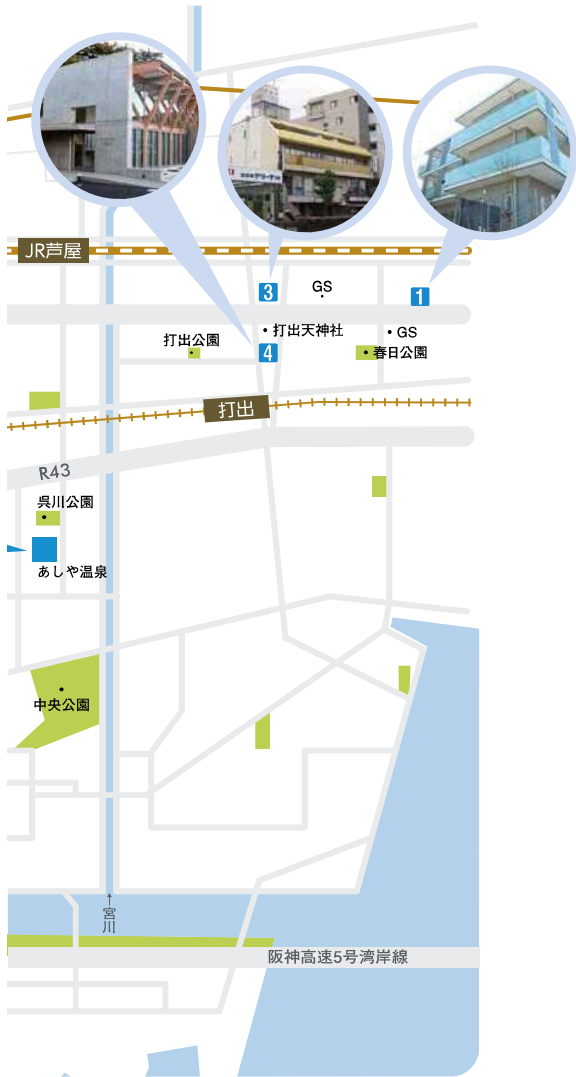 JR芦屋
GS
3
1
打出天神社
GS
打出公園
4
春日公園
打出
R43
呉川公園
あしや温泉
中央公園
宮川
阪神高速5号湾岸線